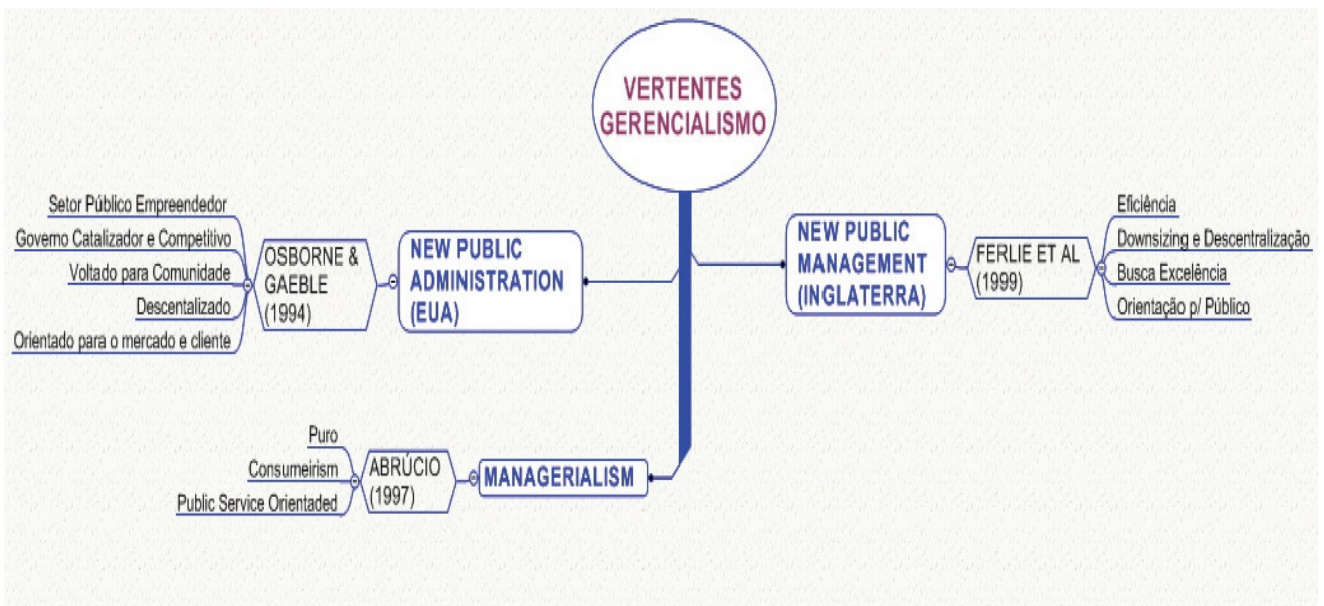 VERTENTES
GERENCIALISMO
Setor Público Empreendedor
Governo Catalizador e Competitivo
Voltado para Comunidade
Descentalizado
Orientado para o mercado e cliente
OSBORNE &
GAEBLE
(1994)
NEW PUBLIC
ADMINISTRATION
(EUA)
NEW PUBLIC
MANAGEMENT
(INGLATERRA)
FERLIE ET AL
(1999)
Eficiência
Downsizing e Descentralização
Busca Excelência
Orientação p/ Público
Puro
Consumeirism
Public Service Orientaded
ABRÚCIO
(1997)
MANAGERIALISM